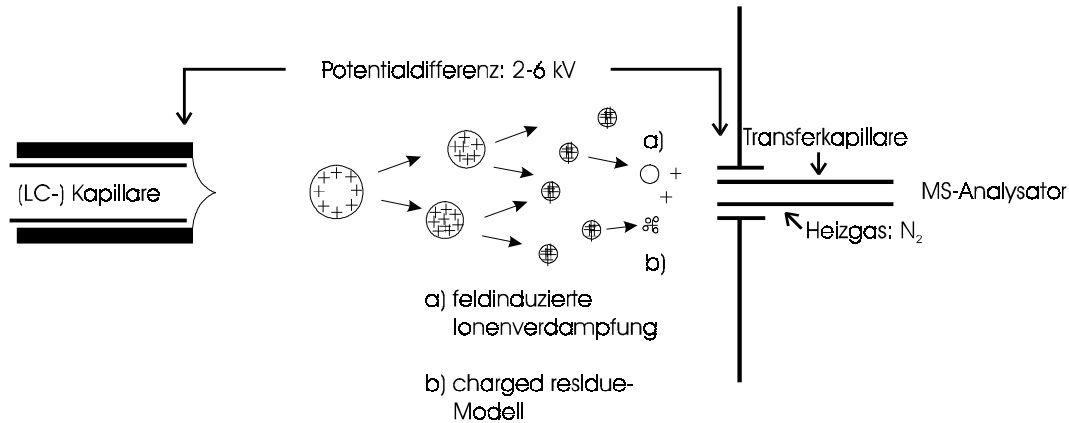 Potentialdifferenz: 2-6 kV
a)
Transferkapillare
(LC-) Kapillare
MS-Analysator
Heizgas: N₂
b)
a) feldinduzierte
Ionenverdampfung
b) charged residue-
Modell